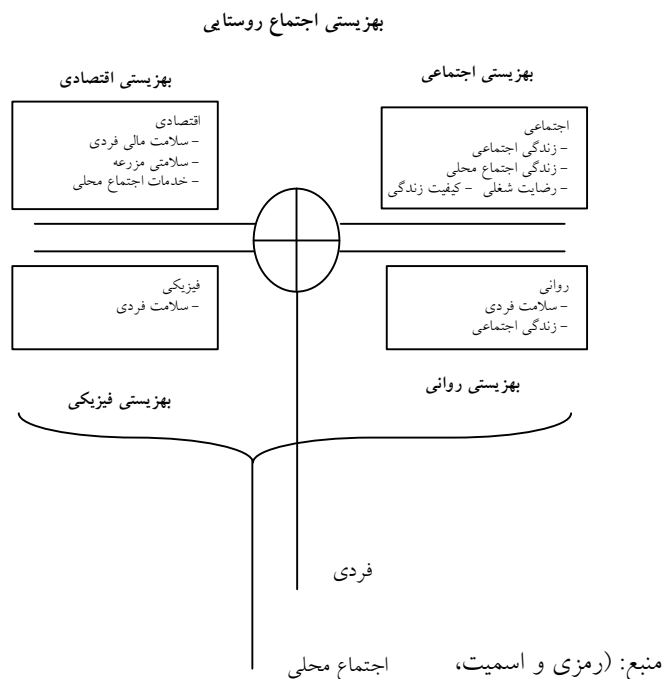 بهزیستی اجتماع روستایی
بهزیستی اجتماعی
اجتماعی
- زندگی اجتماعی
- زندگی اجتماع محلی
- رضایت شغلی - کیفیت زندگی
بهزیستی اقتصادی
اقتصادی
- سلامت مالی فردی
- سلامتی مزرعه
- خدمات اجتماع محلی
روانی
- سلامت فردی
- زندگی اجتماعی
بهزیستی روانی
فیزیکی
- سلامت فردی
بهزیستی فیزیکی
فردی
اجتماع محلی
منبع: (رمزی و اسمیت،